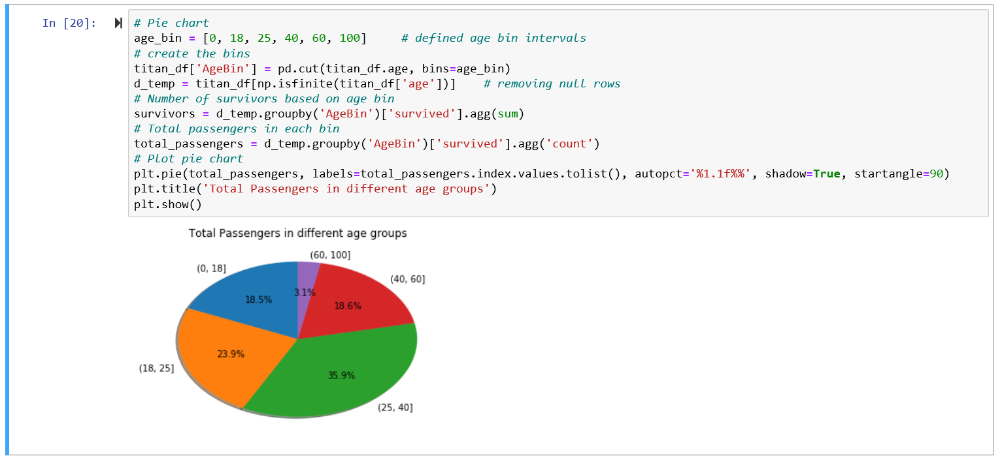 In [20]:
# Pie chart
age_bin = [0, 18, 25, 40, 60, 100]     # defined age bin intervals
# create the bins
titan_df['AgeBin'] = pd.cut(titan_df.age, bins=age_bin)
d_temp = titan_df[np.isfinite(titan_df['age'])]    # removing null rows
# Number of survivors based on age bin
survivors = d_temp.groupby('AgeBin')['survived'].agg(sum)
# Total passengers in each bin
total_passengers = d_temp.groupby('AgeBin')['survived'].agg('count')
# Plot pie chart
plt.pie(total_passengers, labels=total_passengers.index.values.tolist(), autopct='%1.1f%%', shadow=True, startangle=90)
plt.title('Total Passengers in different age groups')
plt.show()
Total Passengers in different age groups
(60, 100]
(0, 18]
(40, 60]
3.1%
18.5%
18.6%
23.9%
(18, 25]
35.9%
(25, 40]